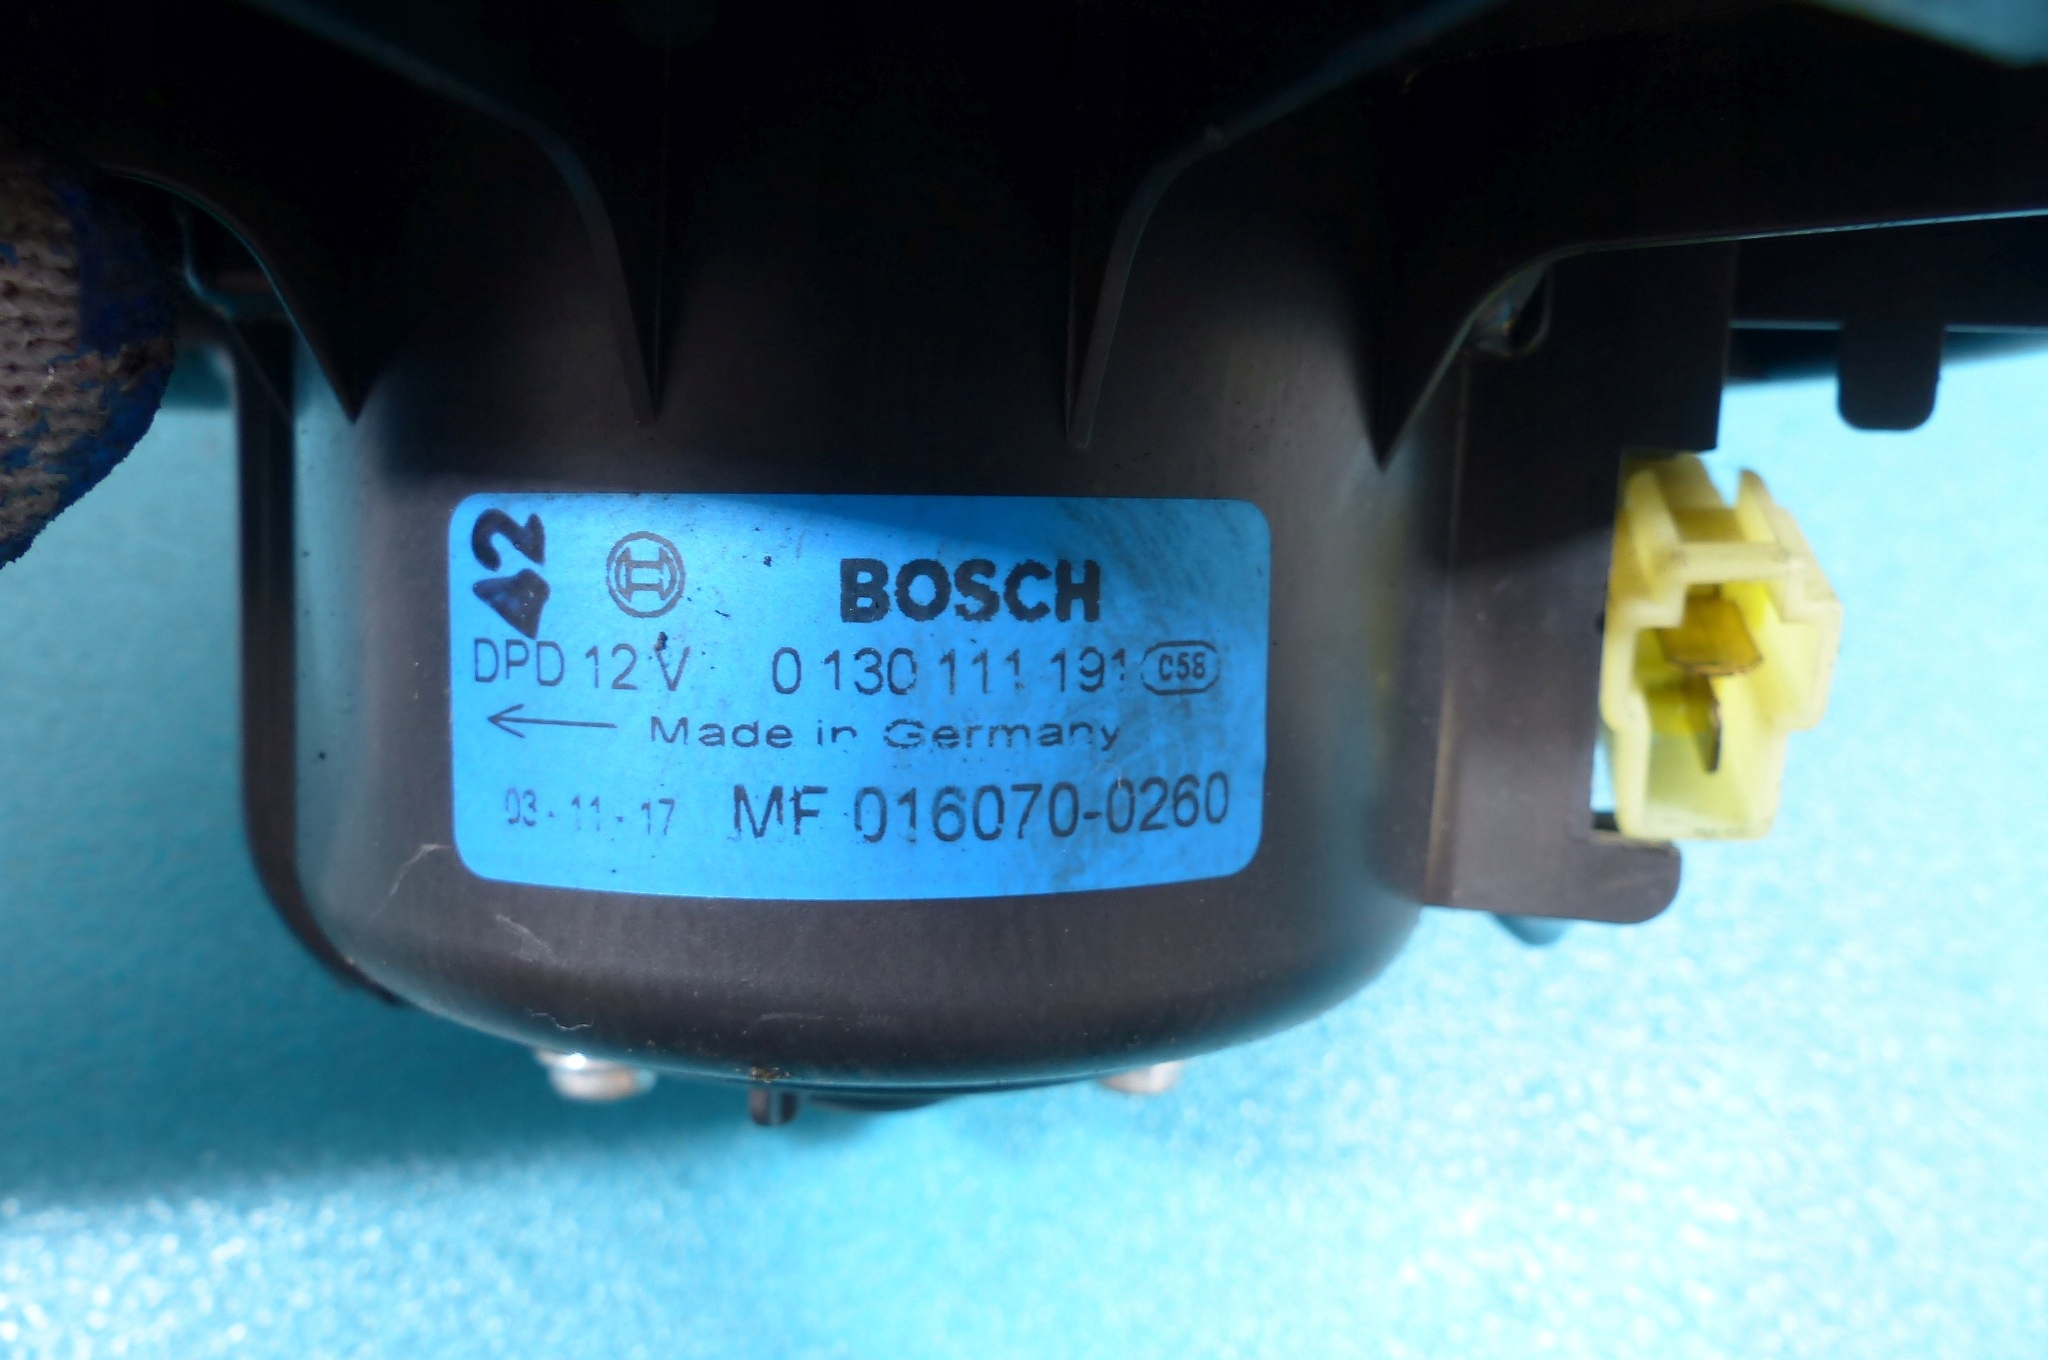 42
BOSCH
DPD 12 V 0 130 111 191 C58
← Made in Germany
03-11-17 MF 016070-0260